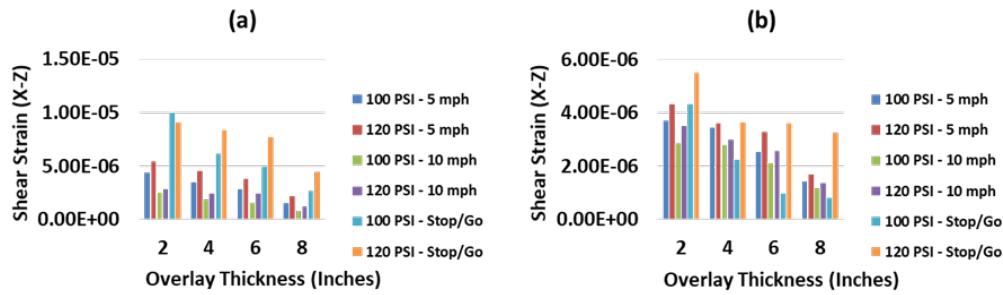 (a)
Shear Strain (X-Z)
1.50E-05
1.00E-05
5.00E-06
0.00E+00
2 4 6 8
Overlay Thickness (Inches)
100 PSI - 5 mph
120 PSI - 5 mph
100 PSI - 10 mph
120 PSI - 10 mph
100 PSI - Stop/Go
120 PSI - Stop/Go
(b)
Shear Strain (X-Z)
6.00E-06
4.00E-06
2.00E-06
0.00E+00
2 4 6 8
Overlay Thickness (Inches)
100 PSI - 5 mph
120 PSI - 5 mph
100 PSI - 10 mph
120 PSI - 10 mph
100 PSI - Stop/Go
120 PSI - Stop/Go